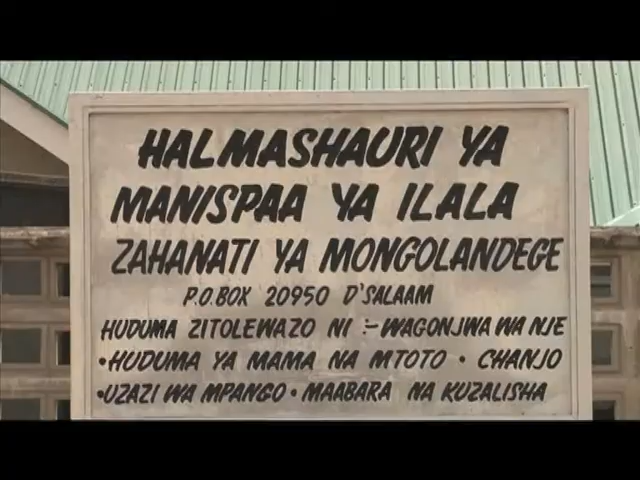 HALMASHAURI YA
MANISPAA YA ILALA
ZAHANATI YA MONGOLANDEGE
P.O.BOX 20950 D'SALAAM
HUDUMA ZITOLEWAZO NI :- WAGONJWA WA NJE
•HUDUMA YA MAMA NA MTOTO • CHANJO
•UZAZI WA MPANGO • MAABARA NA KUZALISHA